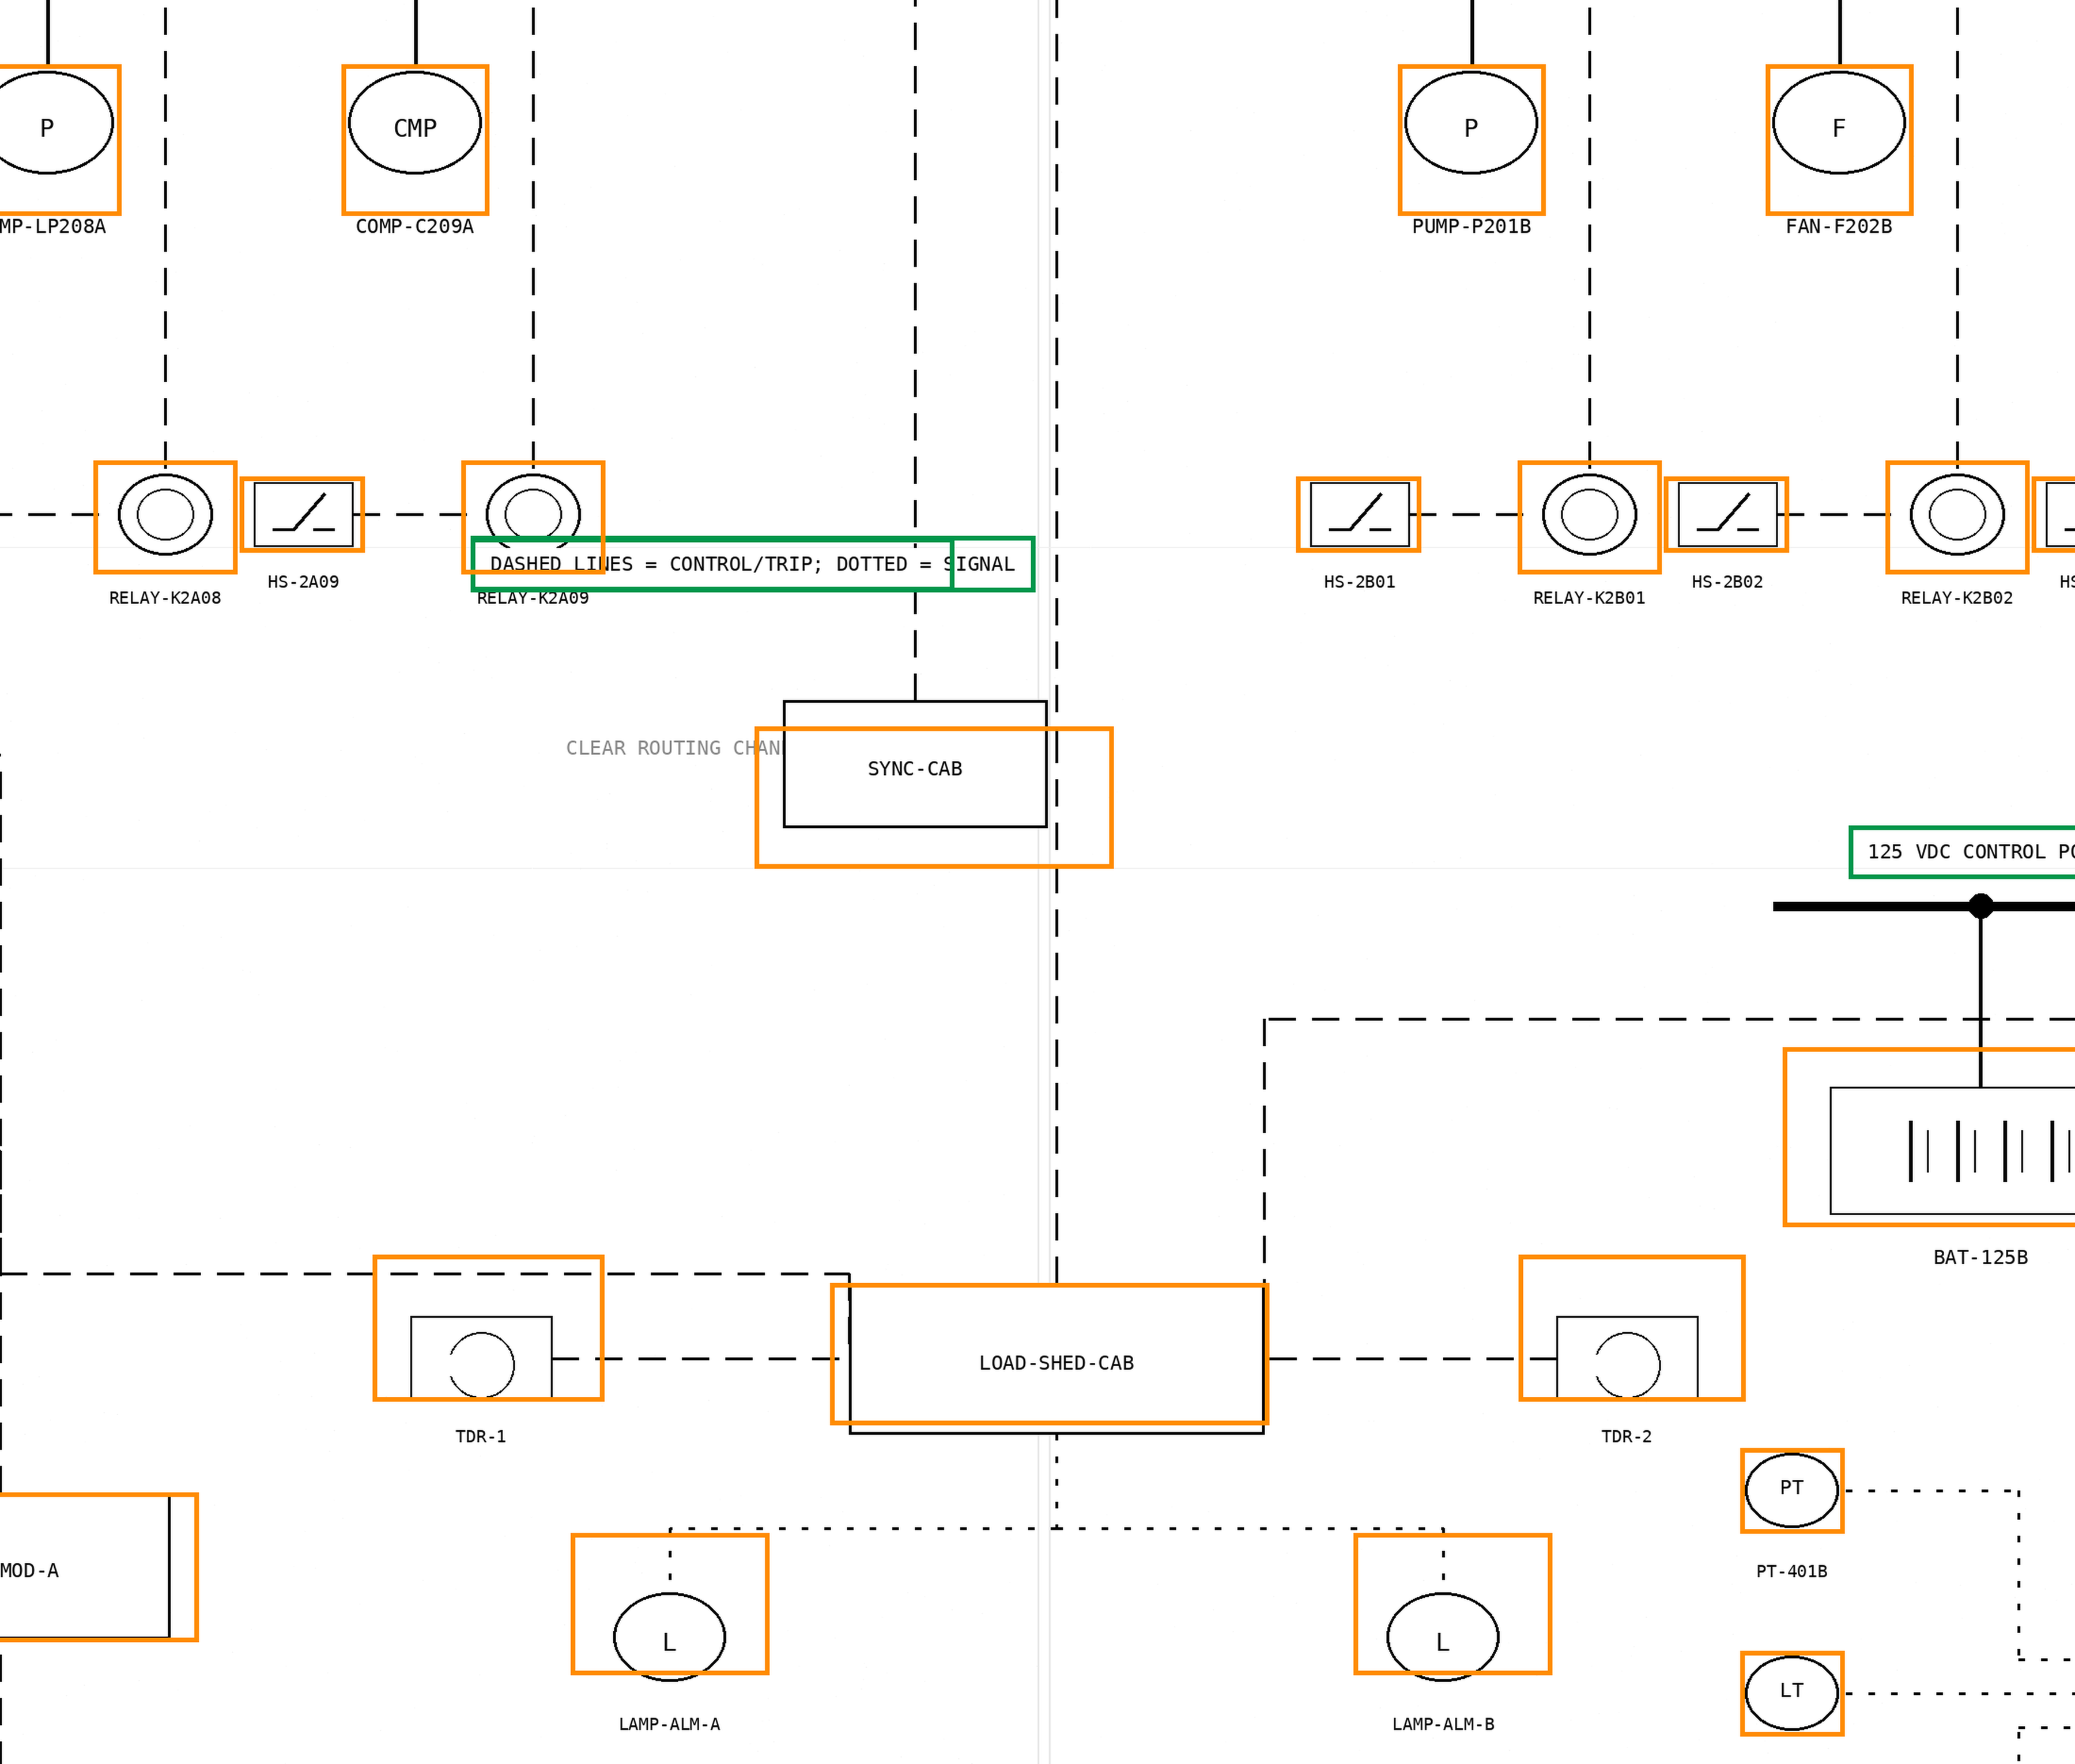 P
CMP
P
F
MP-LP208A
COMP-C209A
PUMP-P201B
FAN-F202B
DASHED LINES = CONTROL/TRIP; DOTTED = SIGNAL
HS-2A09
HS-2B01
HS-2B02
HS
RELAY-K2A08
RELAY-K2A09
RELAY-K2B01
RELAY-K2B02
CLEAR ROUTING CHAN
SYNC-CAB
125 VDC CONTROL PO
BAT-125B
LOAD-SHED-CAB
TDR-1
TDR-2
PT
MOD-A
PT-401B
L
L
LT
LAMP-ALM-A
LAMP-ALM-B